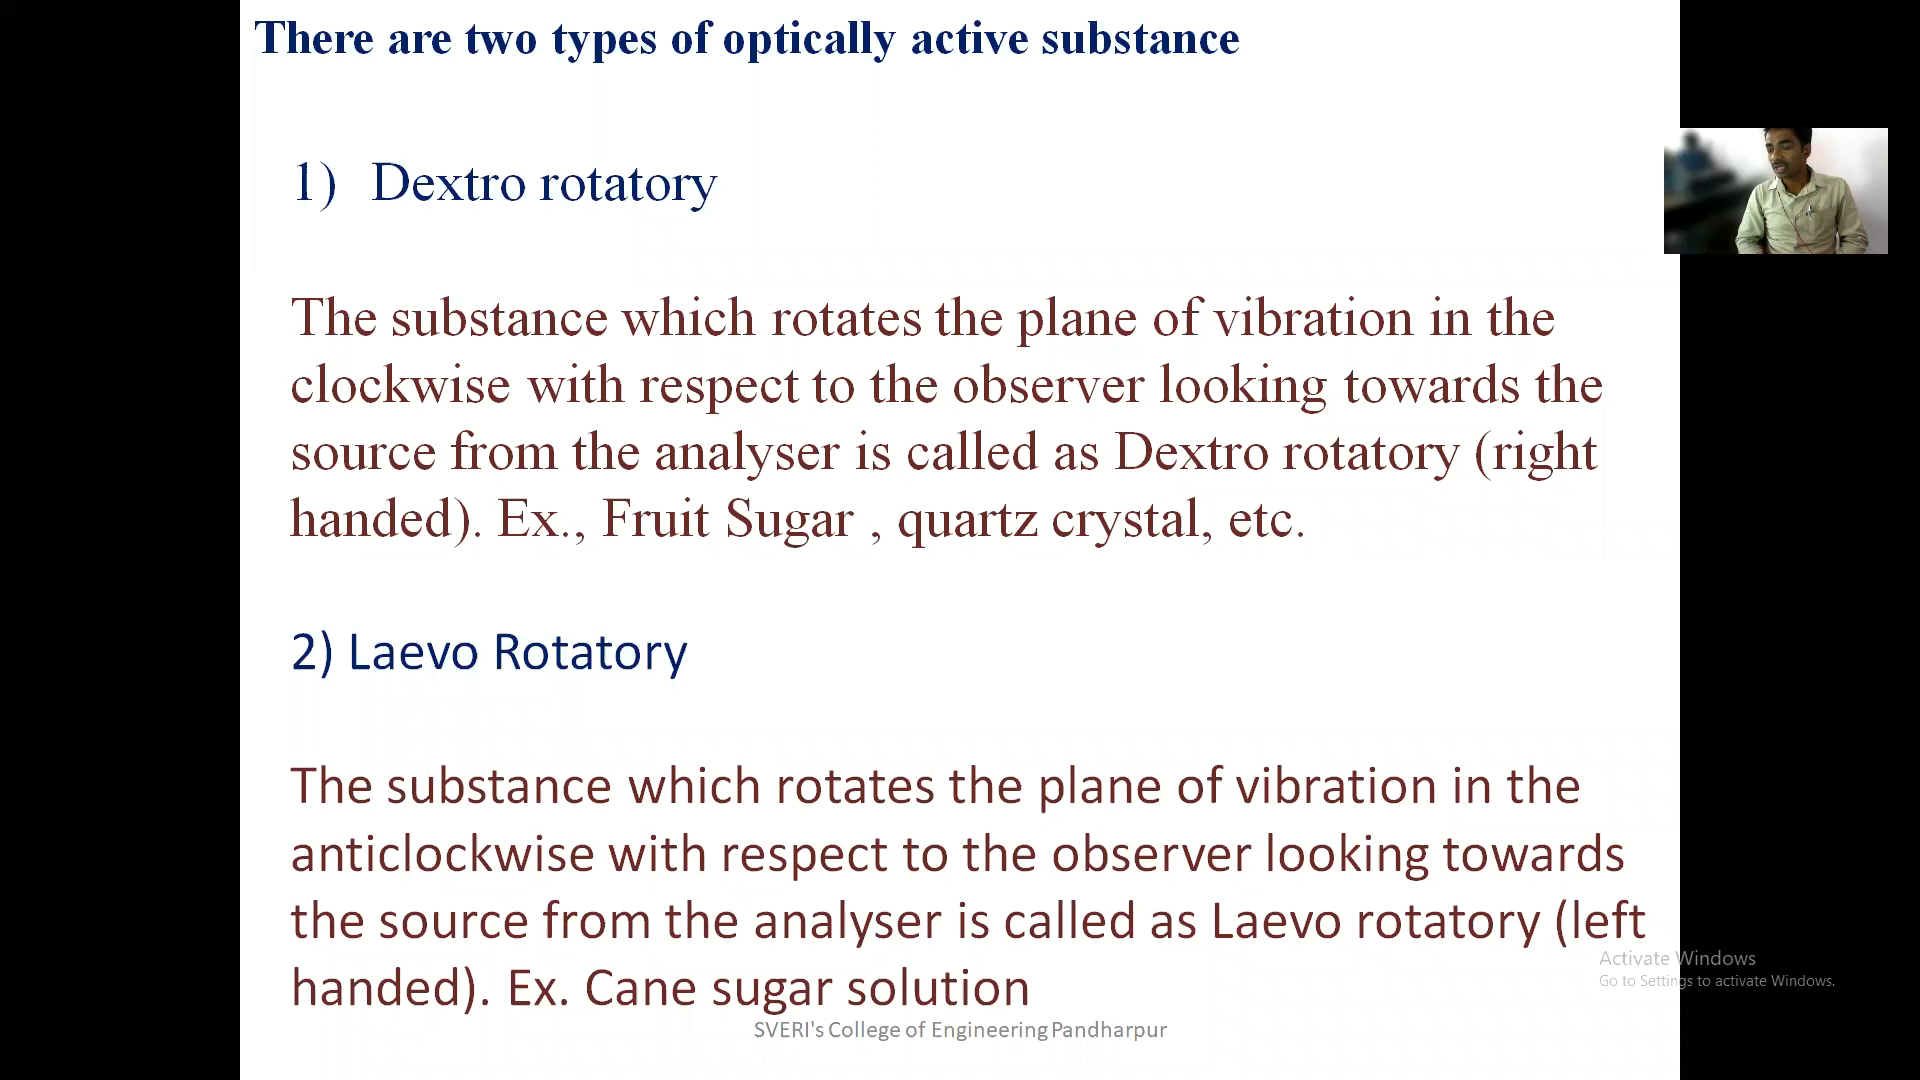 There are two types of optically active substance
1) Dextro rotatory
The substance which rotates the plane of vibration in the
clockwise with respect to the observer looking towards the
source from the analyser is called as Dextro rotatory (right
handed). Ex., Fruit Sugar , quartz crystal, etc.
2) Laevo Rotatory
The substance which rotates the plane of vibration in the
anticlockwise with respect to the observer looking towards
the source from the analyser is called as Laevo rotatory (left
handed). Ex. Cane sugar solution
Activate Windows
Go to Settings to activate Windows.
SVERI's College of Engineering Pandharpur